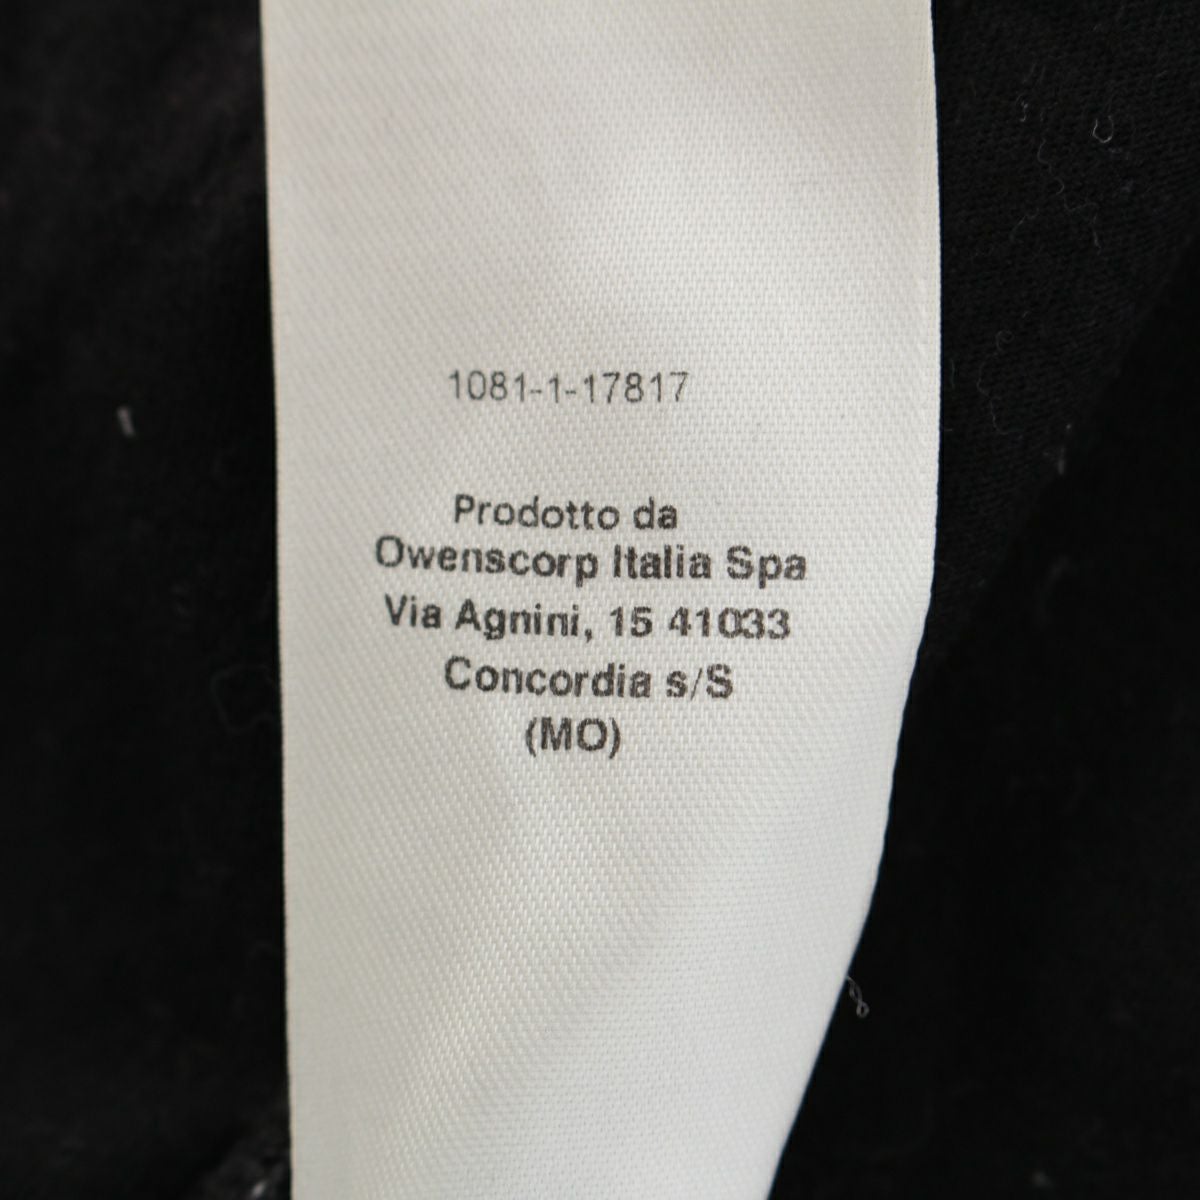 1081-1-17817
Prodotto da
Owenscorp Italia Spa
Via Agnini, 15 41033
Concordia s/S
(MO)